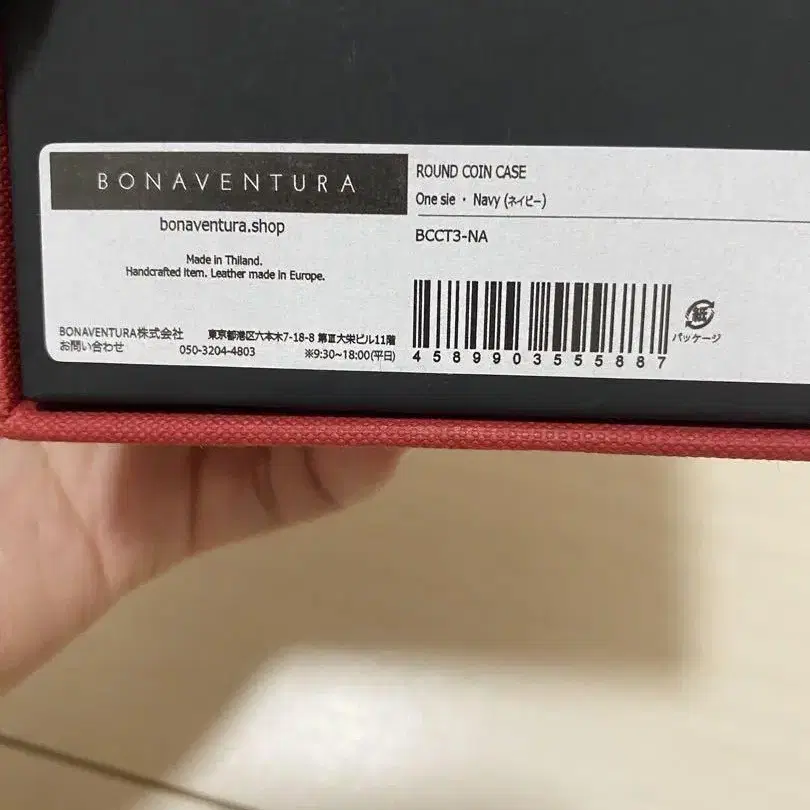 BONAVENTURA
bonaventura.shop
Made in Thiland.
Handcrafted item. Leather made in Europe.
BONAVENTURA株式会社 東京都港区六本木7-18-8 第Ⅲ大栄ビル11階
お問い合わせ 050-3204-4803 ※9:30~18:00(平日)
ROUND COIN CASE
One sie・Navy (ネイビー)
BCCT3-NA
4589903555887
紙
パッケージ